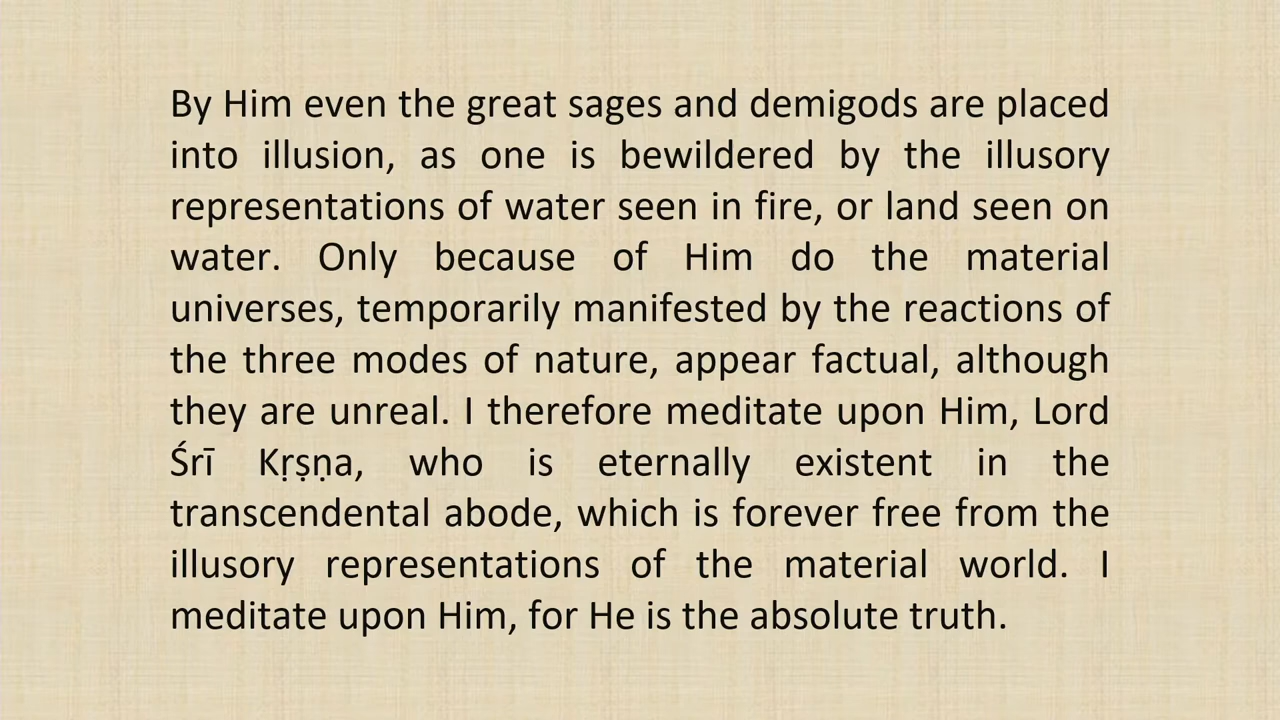 By Him even the great sages and demigods are placed
into illusion, as one is bewildered by the illusory
representations of water seen in fire, or land seen on
water. Only because of Him do the material
universes, temporarily manifested by the reactions of
the three modes of nature, appear factual, although
they are unreal. I therefore meditate upon Him, Lord
Śrī Kṛṣṇa, who is eternally existent in the
transcendental abode, which is forever free from the
illusory representations of the material world. I
meditate upon Him, for He is the absolute truth.